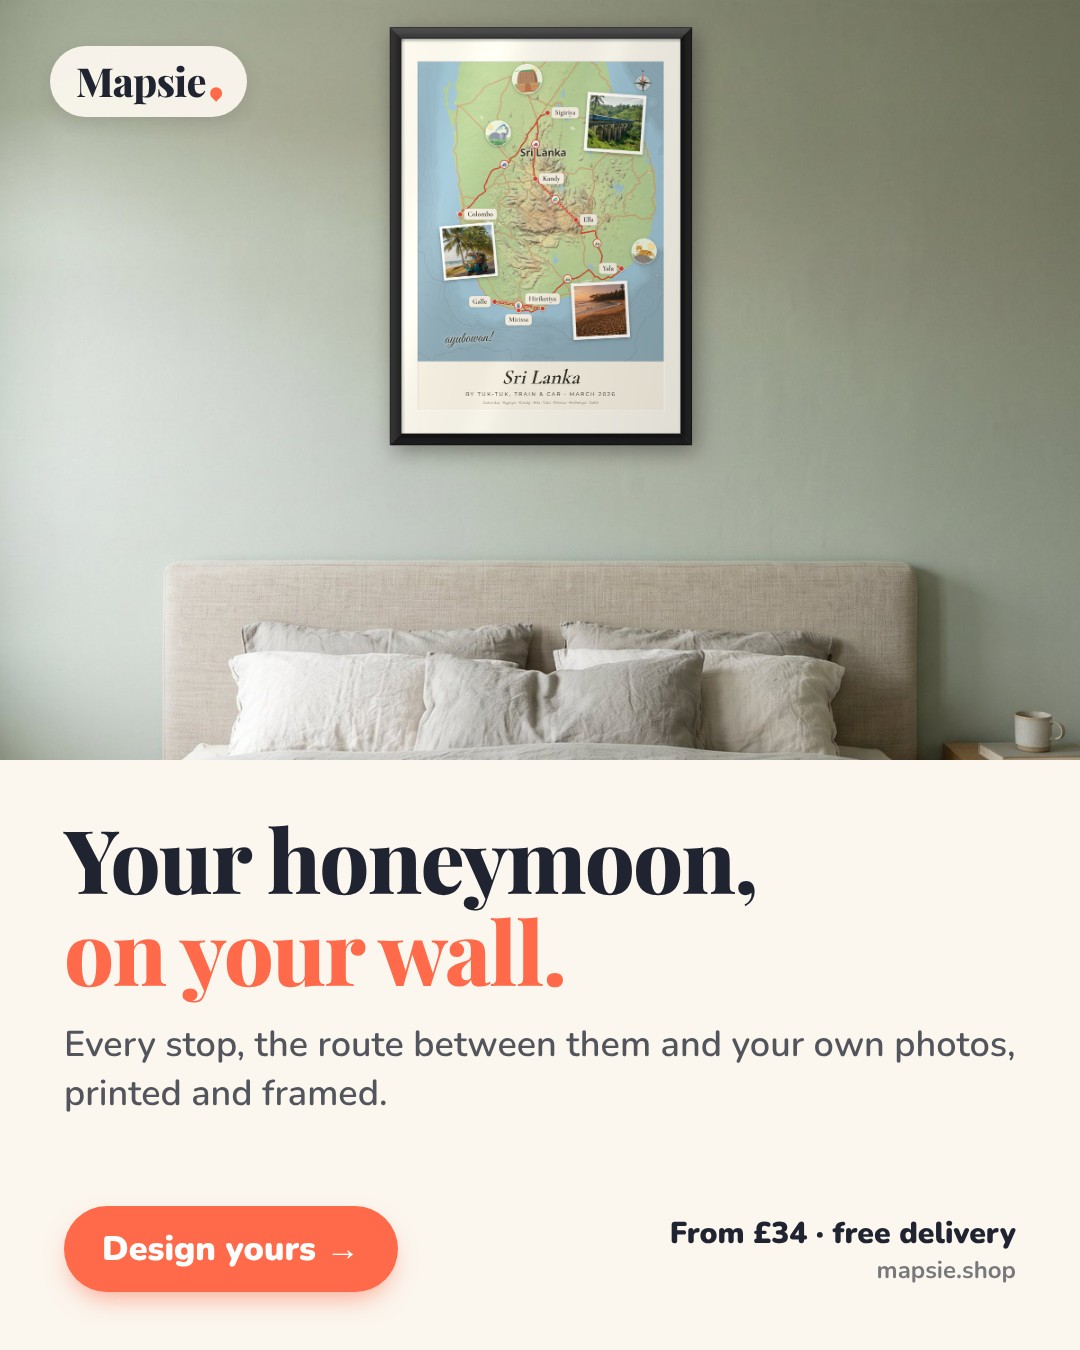 Mapsie
Sigiriya
Sri Lanka
Kandy
Colombo
Ella
Yala
Galle
Hiriketiya
Mirissa
ayubowan!
Sri Lanka
BY TUK-TUK, TRAIN & CAR · MARCH 2026
Your honeymoon,
on your wall.
Every stop, the route between them and your own photos,
printed and framed.
Design yours →
From £34 · free delivery
mapsie.shop